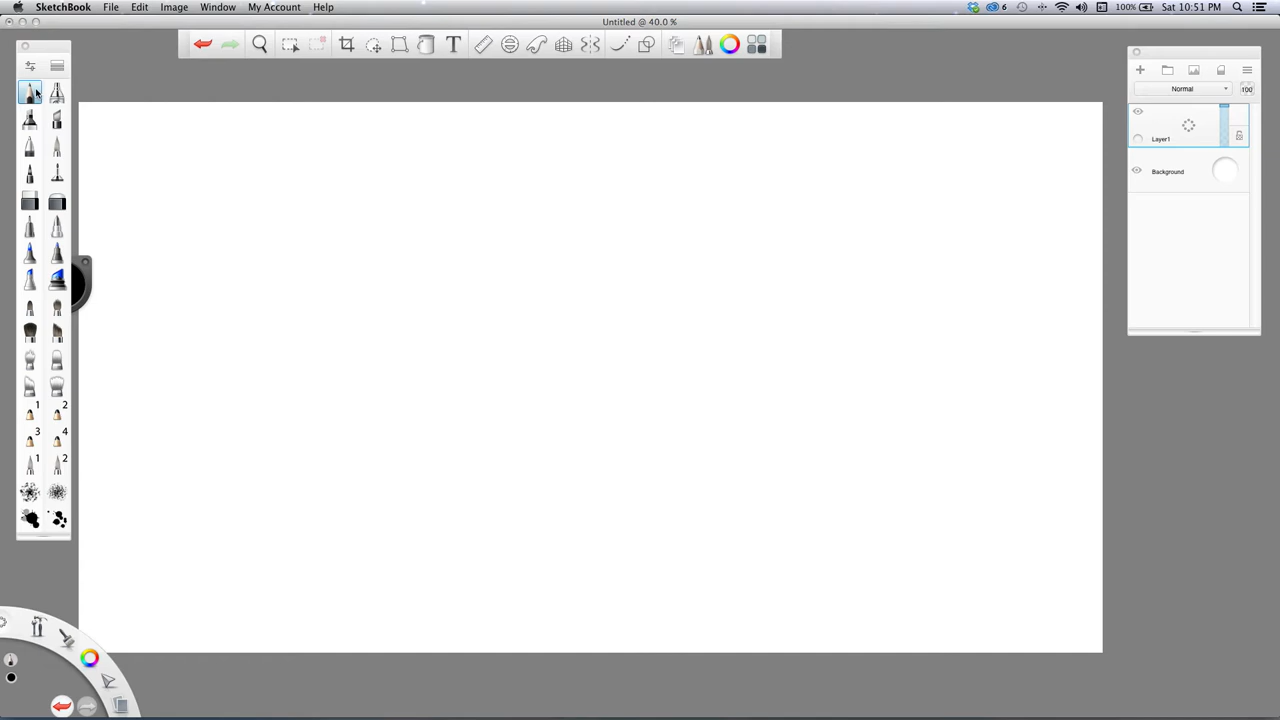 SketchBook File Edit Image Window My Account Help 6 100% Sat 10:51 PM
Untitled @ 40.0 %
T
Normal 100
Layer1
Background
1 2
3 4
1 2